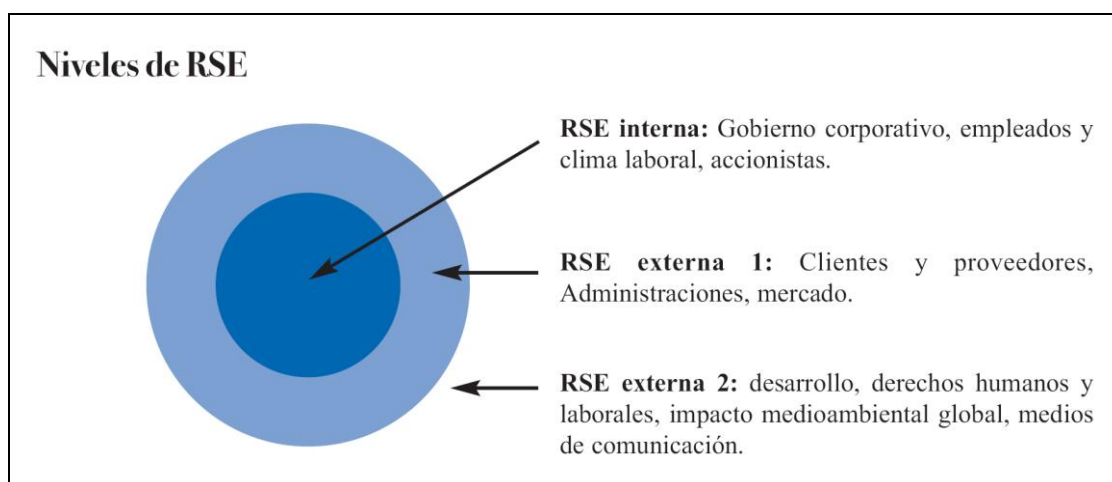 Niveles de RSE
RSE interna: Gobierno corporativo, empleados y
clima laboral, accionistas.
RSE externa 1: Clientes y proveedores,
Administraciones, mercado.
RSE externa 2: desarrollo, derechos humanos y
laborales, impacto medioambiental global, medios
de comunicación.